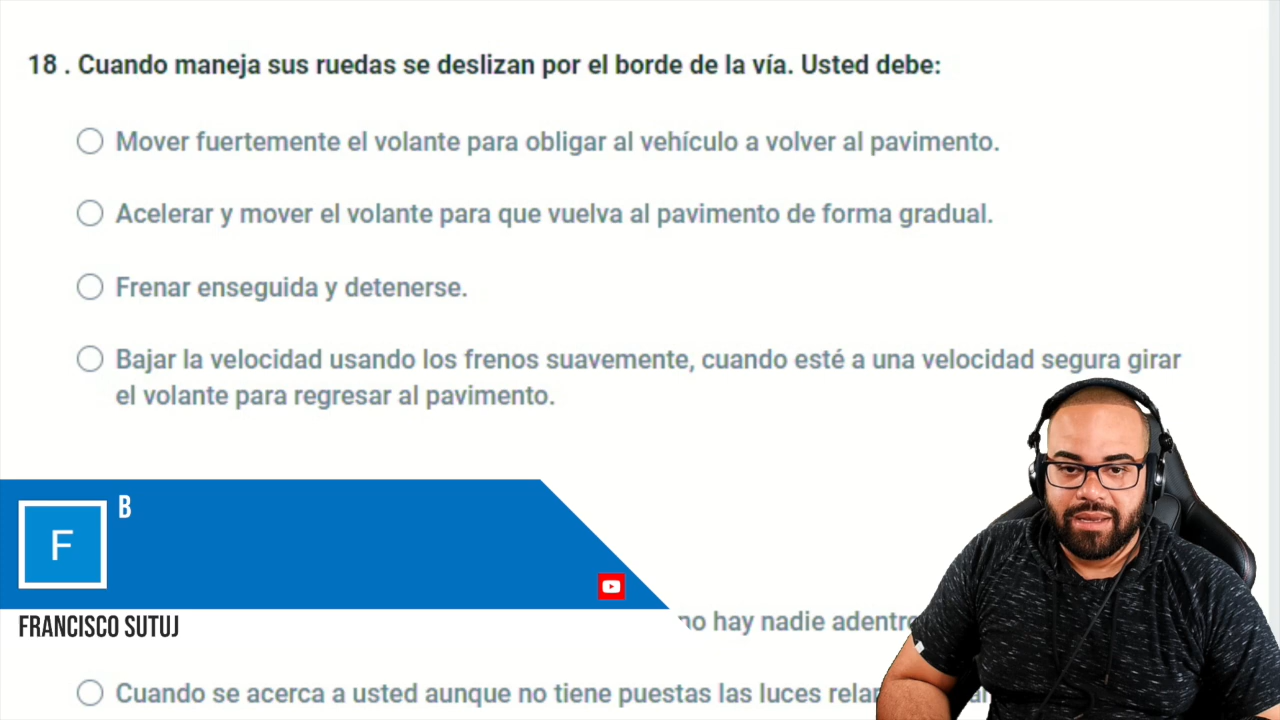 18 . Cuando maneja sus ruedas se deslizan por el borde de la vía. Usted debe:
Mover fuertemente el volante para obligar al vehículo a volver al pavimento.
Acelerar y mover el volante para que vuelva al pavimento de forma gradual.
Frenar enseguida y detenerse.
Bajar la velocidad usando los frenos suavemente, cuando esté a una velocidad segura girar
el volante para regresar al pavimento.
B
F
FRANCISCO SUTUJ
no hay nadie adentro
Cuando se acerca a usted aunque no tiene puestas las luces